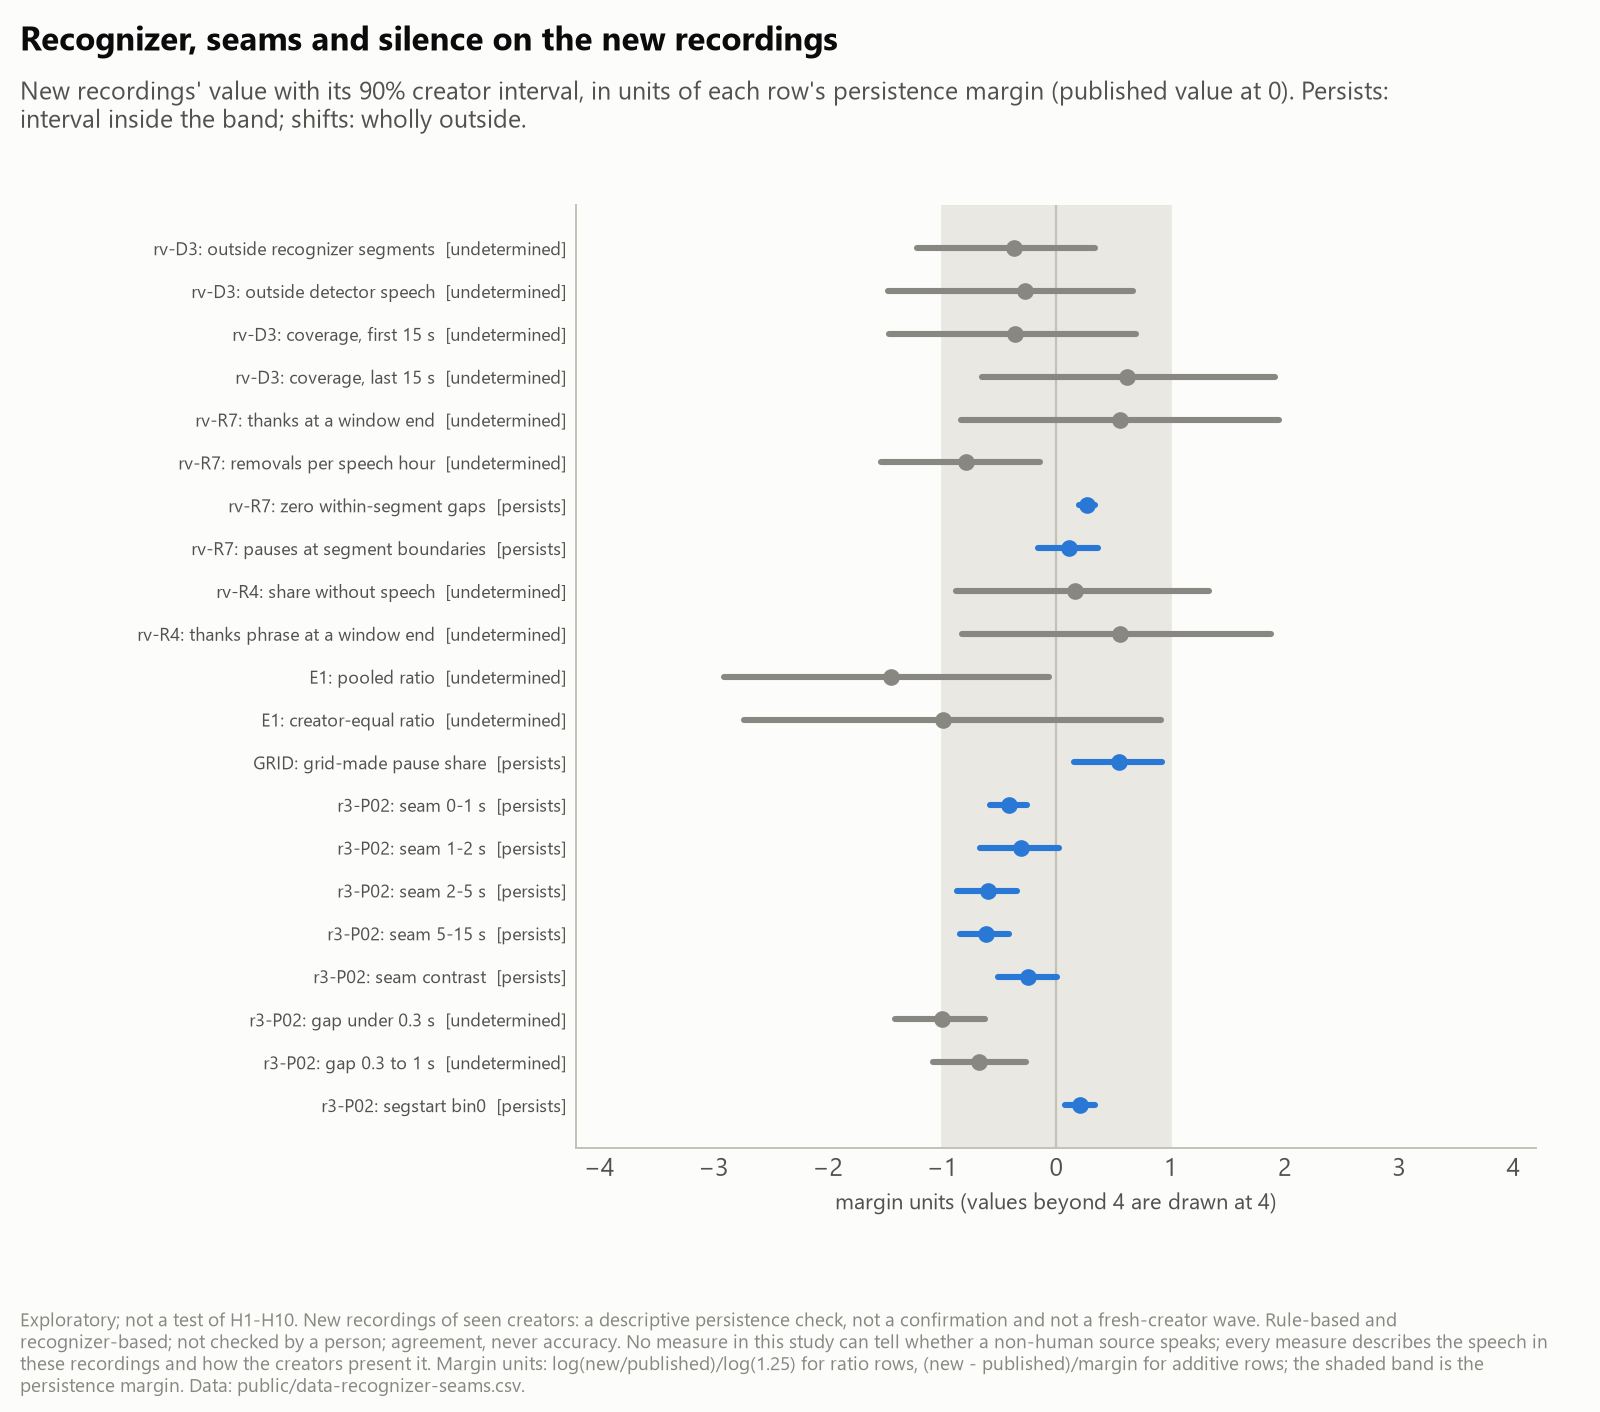 Recognizer, seams and silence on the new recordings
New recordings' value with its 90% creator interval, in units of each row's persistence margin (published value at 0). Persists:
interval inside the band; shifts: wholly outside.
rv-D3: outside recognizer segments [undetermined]
rv-D3: outside detector speech [undetermined]
rv-D3: coverage, first 15 s [undetermined]
rv-D3: coverage, last 15 s [undetermined]
rv-R7: thanks at a window end [undetermined]
rv-R7: removals per speech hour [undetermined]
rv-R7: zero within-segment gaps [persists]
rv-R7: pauses at segment boundaries [persists]
rv-R4: share without speech [undetermined]
rv-R4: thanks phrase at a window end [undetermined]
E1: pooled ratio [undetermined]
E1: creator-equal ratio [undetermined]
GRID: grid-made pause share [persists]
r3-P02: seam 0-1 s [persists]
r3-P02: seam 1-2 s [persists]
r3-P02: seam 2-5 s [persists]
r3-P02: seam 5-15 s [persists]
r3-P02: seam contrast [persists]
r3-P02: gap under 0.3 s [undetermined]
r3-P02: gap 0.3 to 1 s [undetermined]
r3-P02: segstart bin0 [persists]
−4 −3 −2 −1 0 1 2 3 4
margin units (values beyond 4 are drawn at 4)
Exploratory; not a test of H1-H10. New recordings of seen creators: a descriptive persistence check, not a confirmation and not a fresh-creator wave. Rule-based and
recognizer-based; not checked by a person; agreement, never accuracy. No measure in this study can tell whether a non-human source speaks; every measure describes the speech in
these recordings and how the creators present it. Margin units: log(new/published)/log(1.25) for ratio rows, (new - published)/margin for additive rows; the shaded band is the
persistence margin. Data: public/data-recognizer-seams.csv.